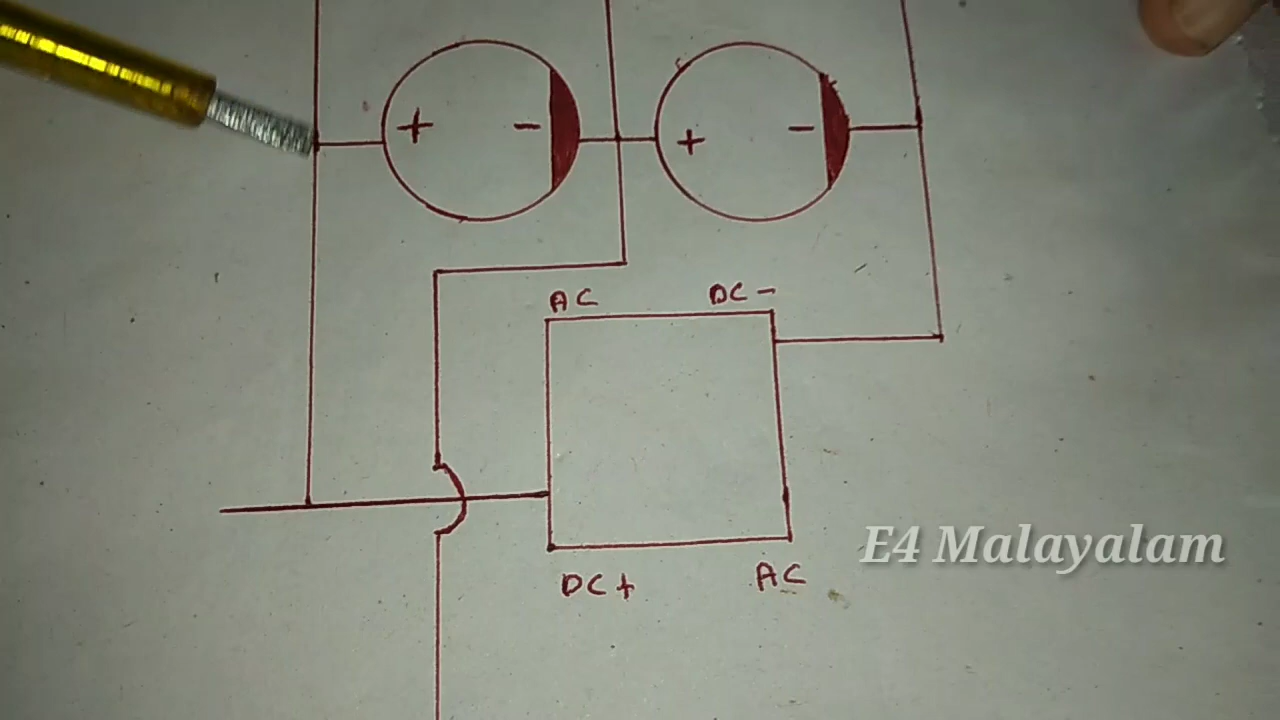 + - + -
AC DC -
E4 Malayalam
DC + AC